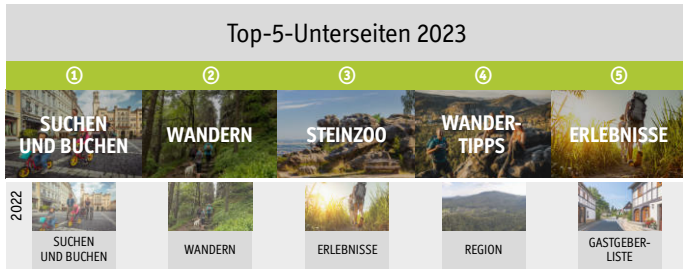 Top-5-Unterseiten 2023
① ② ③ ④ ⑤
SUCHEN
UND BUCHEN
WANDERN
STEINZOO
WANDER-
TIPPS
ERLEBNISSE
2022
SUCHEN
UND BUCHEN
WANDERN
ERLEBNISSE
REGION
GASTGEBER-
LISTE